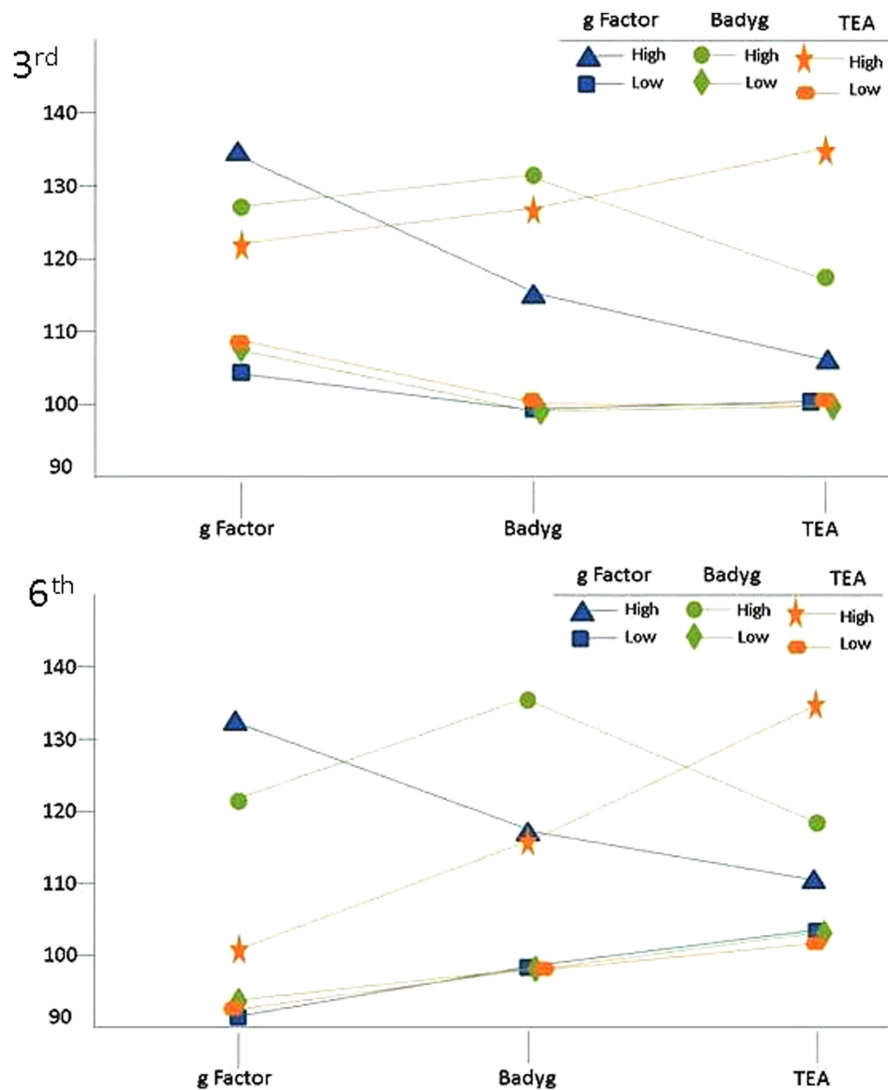 g Factor Badyg TEA
High High High
Low Low Low
3rd
140
130
120
110
100
90
g Factor Badyg TEA
g Factor Badyg TEA
High High High
Low Low Low
6th
140
130
120
110
100
90
g Factor Badyg TEA